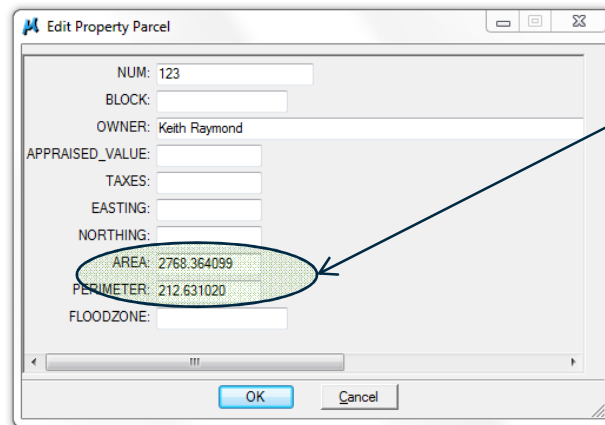 Edit Property Parcel
NUM: 123
BLOCK:
OWNER: Keith Raymond
APPRAISED_VALUE:
TAXES:
EASTING:
NORTHING:
AREA: 2768.364099
PERIMETER: 212.631020
FLOODZONE:
OK Cancel